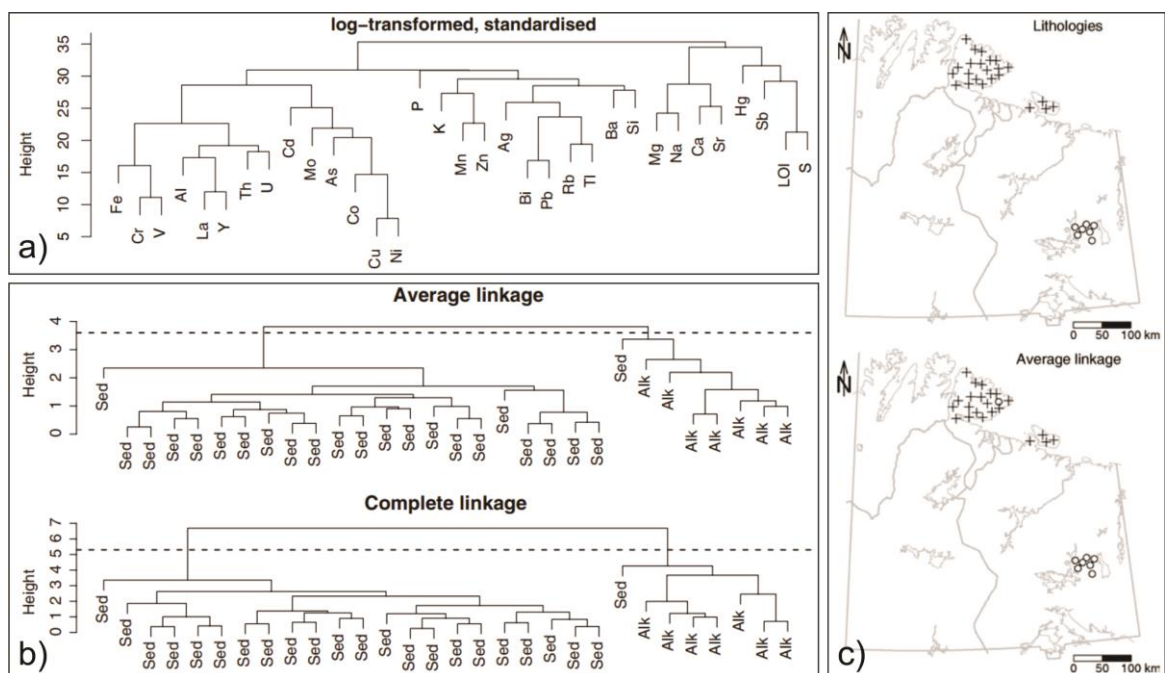 log-transformed, standardised
Height
35
30
25
20
15
10
5
Fe Cr V Al La Y Th U Cd Mo As Co Cu Ni P K Mn Zn Ag Bi Pb Rb Tl Ba Si Mg Na Ca Sr Hg Sb LOI S
a)
Average linkage
Height
4
3
2
1
0
Sed Sed Sed Sed Sed Sed Sed Sed Sed Sed Sed Sed Sed Sed Sed Sed Sed Sed Sed Sed Sed Sed Sed Alk Alk Alk Alk Alk Alk Alk
Complete linkage
Height
7
6
5
4
3
2
1
0
Sed Sed Sed Sed Sed Sed Sed Sed Sed Sed Sed Sed Sed Sed Sed Sed Sed Sed Sed Sed Sed Sed Sed Alk Alk Alk Alk Alk Alk Alk
b)
Lithologies
N
0 50 100 km
Average linkage
N
0 50 100 km
c)